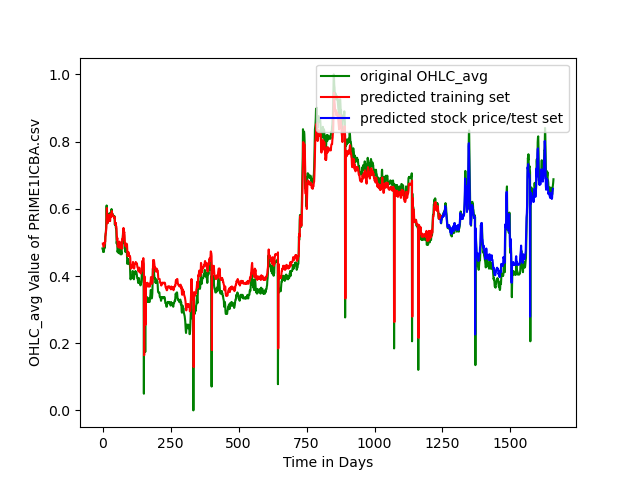 original OHLC_avg
predicted training set
predicted stock price/test set
1.0
0.8
0.6
0.4
0.2
0.0
OHLC_avg Value of PRIME1ICBA.csv
0 250 500 750 1000 1250 1500
Time in Days